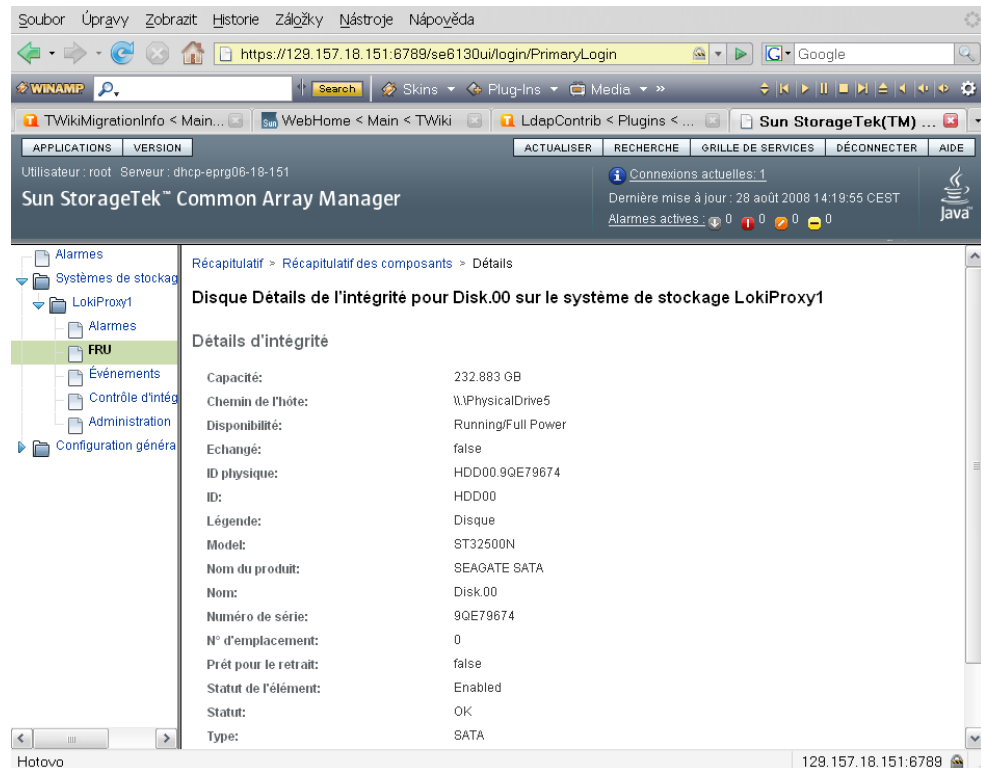 Soubor Úpravy Zobrazit Historie Záložky Nástroje Nápověda
https://129.157.18.151:6789/se6130ui/login/PrimaryLogin G Google
WINAMP Search Skins Plug-Ins Media »
TWikiMigrationInfo < Main... Sun WebHome < Main < TWiki LdapContrib < Plugins < ... Sun StorageTek(TM) ...
APPLICATIONS VERSION ACTUALISER RECHERCHE GRILLE DE SERVICES DÉCONNECTER AIDE
Utilisateur : root Serveur : dhcp-eprg06-18-151
Sun StorageTek™ Common Array Manager
Connexions actuelles: 1
Dernière mise à jour : 28 août 2008 14:19:55 CEST
Alarmes actives : 0 0 0 0
Java™
Alarmes
Systèmes de stockag
LokiProxy1
Alarmes
FRU
Événements
Contrôle d'intég
Administration
Configuration généra
Récapitulatif > Récapitulatif des composants > Détails
Disque Détails de l'intégrité pour Disk.00 sur le système de stockage LokiProxy1
Détails d'intégrité
Capacité: 232.883 GB
Chemin de l'hôte: \\.\PhysicalDrive5
Disponibilité: Running/Full Power
Echangé: false
ID physique: HDD00.9QE79674
ID: HDD00
Légende: Disque
Model: ST32500N
Nom du produit: SEAGATE SATA
Nom: Disk.00
Numéro de série: 9QE79674
N° d'emplacement: 0
Prêt pour le retrait: false
Statut de l'élément: Enabled
Statut: OK
Type: SATA
Hotovo 129.157.18.151:6789